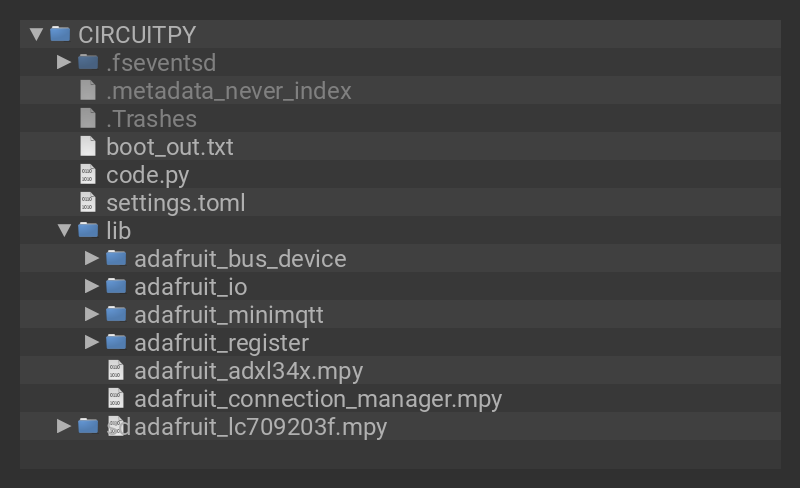 CIRCUITPY
.fseventsd
.metadata_never_index
.Trashes
boot_out.txt
code.py
settings.toml
lib
adafruit_bus_device
adafruit_io
adafruit_minimqtt
adafruit_register
adafruit_adxl34x.mpy
adafruit_connection_manager.mpy
adafruit_lc709203f.mpy